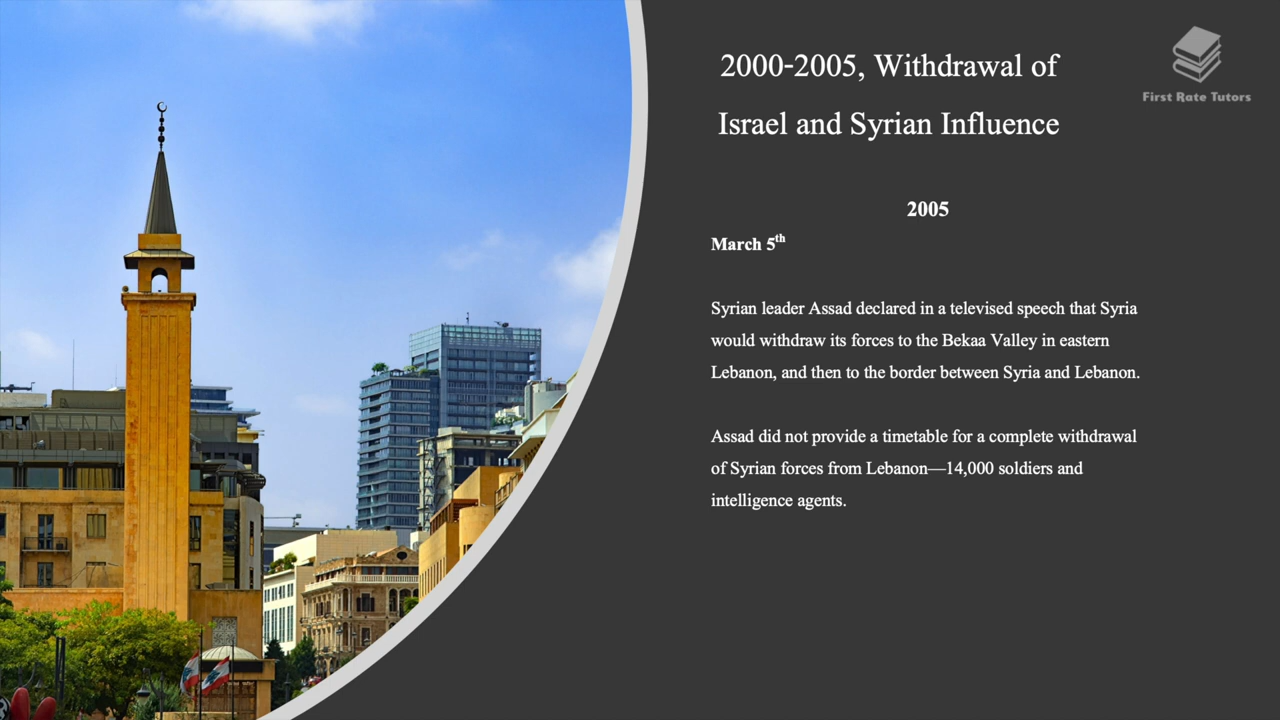 2000-2005, Withdrawal of
Israel and Syrian Influence
First Rate Tutors
2005
March 5th
Syrian leader Assad declared in a televised speech that Syria
would withdraw its forces to the Bekaa Valley in eastern
Lebanon, and then to the border between Syria and Lebanon.
Assad did not provide a timetable for a complete withdrawal
of Syrian forces from Lebanon—14,000 soldiers and
intelligence agents.